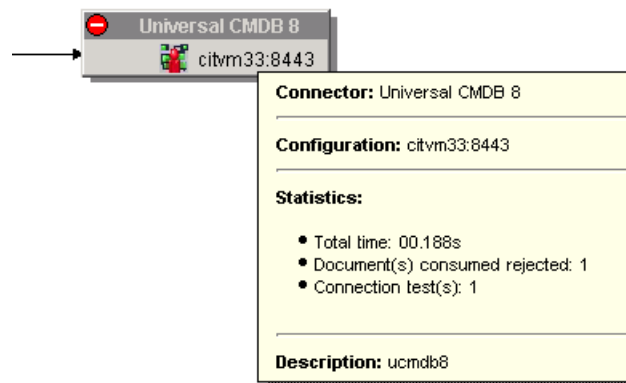 Universal CMDB 8
citvm33:8443
Connector: Universal CMDB 8
Configuration: citvm33:8443
Statistics:
• Total time: 00.188s
• Document(s) consumed rejected: 1
• Connection test(s): 1
Description: ucmdb8